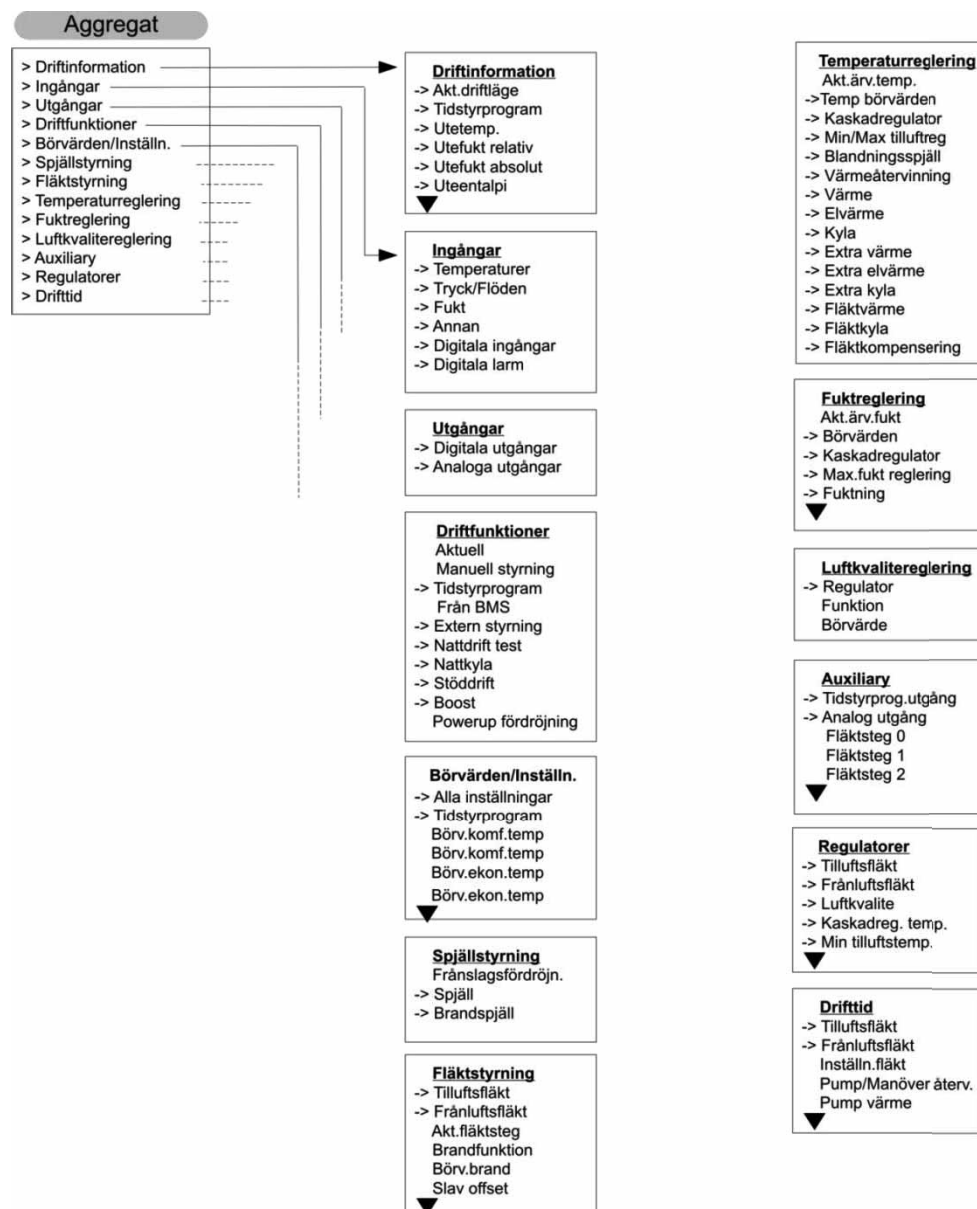 Aggregat
> Driftinformation
> Ingångar
> Utgångar
> Driftfunktioner
> Börvärden/Inställn.
> Spjällstyrning
> Fläktstyrning
> Temperaturreglering
> Fuktreglering
> Luftkvalitereglering
> Auxiliary
> Regulatorer
> Drifttid
Driftinformation
-> Akt.driftläge
-> Tidstyrprogram
-> Utetemp.
-> Utefukt relativ
-> Utefukt absolut
-> Uteentalpi
Ingångar
-> Temperaturer
-> Tryck/Flöden
-> Fukt
-> Annan
-> Digitala ingångar
-> Digitala larm
Utgångar
-> Digitala utgångar
-> Analoga utgångar
Driftfunktioner
Aktuell
Manuell styrning
-> Tidstyrprogram
Från BMS
-> Extern styrning
-> Nattdrift test
-> Nattkyla
-> Stöddrift
-> Boost
Powerup fördröjning
Börvärden/Inställn.
-> Alla inställningar
-> Tidstyrprogram
Börv.komf.temp
Börv.komf.temp
Börv.ekon.temp
Börv.ekon.temp
Spjällstyrning
Frånslagsfördröjn.
-> Spjäll
-> Brandspjäll
Fläktstyrning
-> Tilluftsfläkt
-> Frånluftsfläkt
Akt.fläktsteg
Brandfunktion
Börv.brand
Slav offset
Temperaturreglering
Akt.ärv.temp.
->Temp börvärden
-> Kaskadregulator
-> Min/Max tilluftreg
-> Blandningsspjäll
-> Värmeåtervinning
-> Värme
-> Elvärme
-> Kyla
-> Extra värme
-> Extra elvärme
-> Extra kyla
-> Fläktvärme
-> Fläktkyla
-> Fläktkompensering
Fuktreglering
Akt.ärv.fukt
-> Börvärden
-> Kaskadregulator
-> Max.fukt reglering
-> Fuktning
Luftkvalitereglering
-> Regulator
Funktion
Börvärde
Auxiliary
-> Tidstyrprog.utgång
-> Analog utgång
Fläktsteg 0
Fläktsteg 1
Fläktsteg 2
Regulatorer
-> Tilluftsfläkt
-> Frånluftsfläkt
-> Luftkvalite
-> Kaskadreg. temp.
-> Min tilluftstemp.
Drifttid
-> Tilluftsfläkt
-> Frånluftsfläkt
Inställn.fläkt
Pump/Manöver återv.
Pump värme